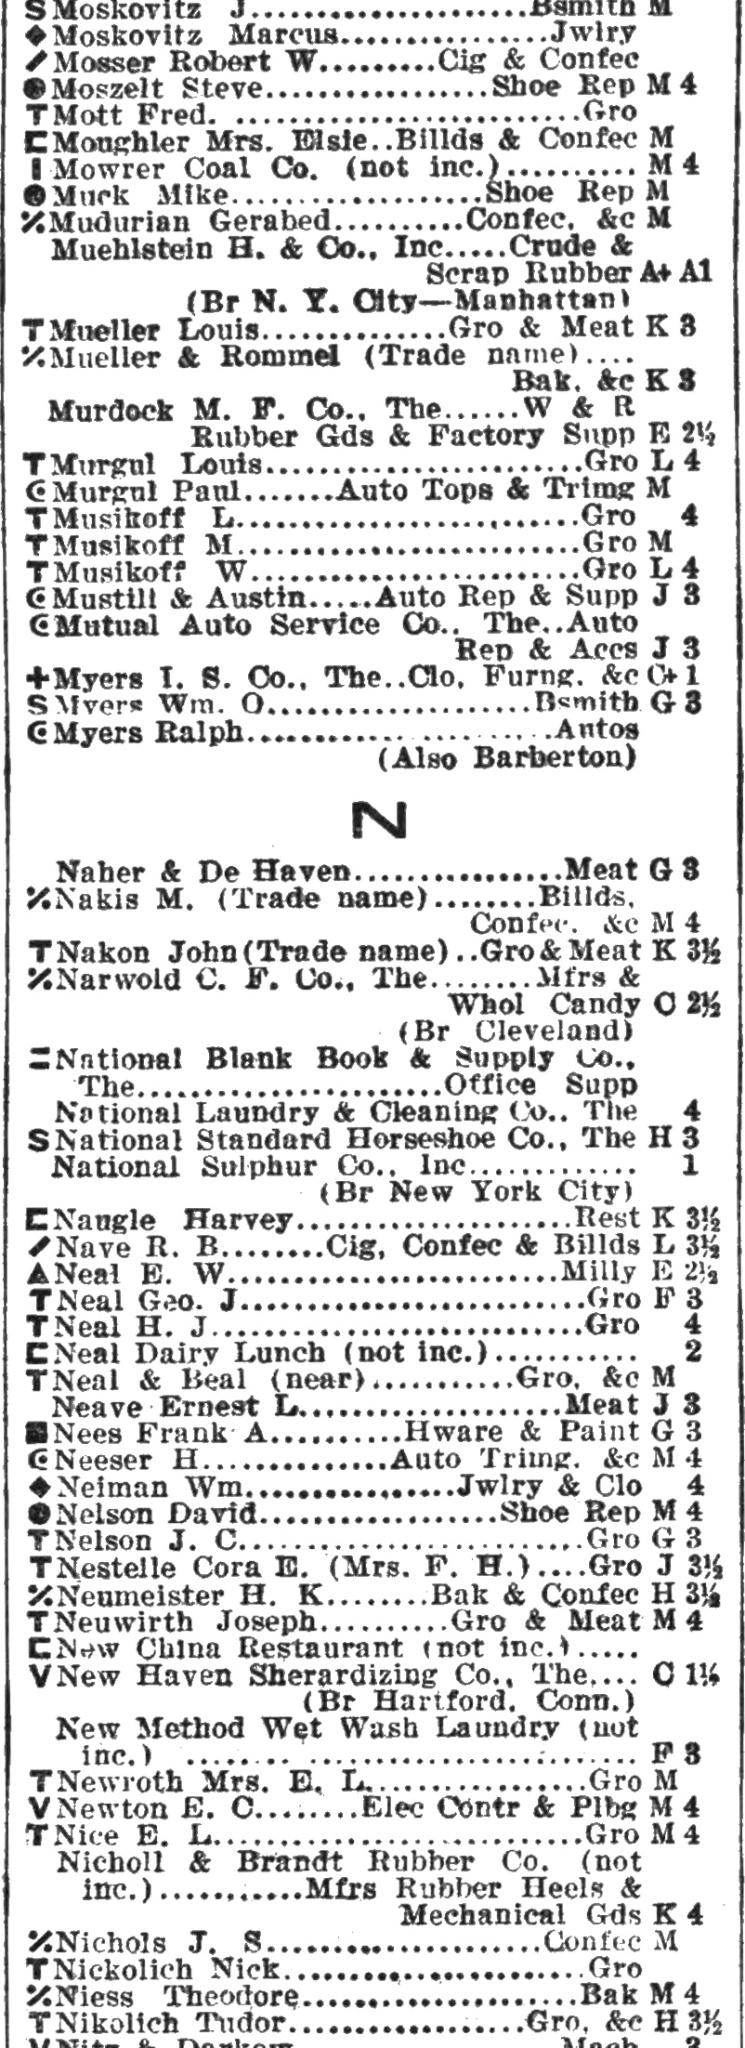 S Moskovitz J.....................Bsmith M
◆ Moskovitz Marcus................Jwlry
Mosser Robert W.........Cig & Confec
● Moszelt Steve.................Shoe Rep M 4
T Mott Fred. ..........................Gro
⊏ Moughler Mrs. Elsie..Billds & Confec M
Mowrer Coal Co. (not inc.).......... M 4
● Muck Mike...................Shoe Rep M
٪ Mudurian Gerabed..........Confec, &c M
Muehlstein H. & Co., Inc.....Crude &
Scrap Rubber A+ A1
(Br N. Y. City—Manhattan)
T Mueller Louis..............Gro & Meat K 3
٪ Mueller & Rommel (Trade name)....
Bak, &c K 3
Murdock M. F. Co., The......W & R
Rubber Gds & Factory Supp E 2½
T Murgul Louis........................Gro L 4
Murgul Paul.......Auto Tops & Trimg M
T Musikoff L..........................Gro 4
T Musikoff M..........................Gro M
T Musikoff W.........................Gro L 4
Mustill & Austin.....Auto Rep & Supp J 3
Mutual Auto Service Co., The..Auto
Rep & Accs J 3
+ Myers I. S. Co., The..Clo, Furng, &c C+ 1
S Myers Wm. O...................Bsmith G 3
Myers Ralph........................Autos
(Also Barberton)
N
Naher & De Haven................Meat G 3
٪ Nakis M. (Trade name)........Billds,
Confec, &c M 4
T Nakon John (Trade name)..Gro & Meat K 3½
٪ Narwold C. F. Co., The........Mfrs &
Whol Candy C 2½
(Br Cleveland)
= National Blank Book & Supply Co.,
The.......................Office Supp
National Laundry & Cleaning Co., The 4
S National Standard Horseshoe Co., The H 3
National Sulphur Co., Inc............. 1
(Br New York City)
⊏ Naugle Harvey.....................Rest K 3½
Nave R. B........Cig, Confec & Billds L 3½
▲ Neal E. W.........................Milly E 2½
T Neal Geo. J..........................Gro F 3
T Neal H. J............................Gro 4
⊏ Neal Dairy Lunch (not inc.)........... 2
T Neal & Beal (near)...........Gro, &c M
Neave Ernest L....................Meat J 3
■ Nees Frank A..........Hware & Paint G 3
Neeser H..............Auto Trimg, &c M 4
◆ Neiman Wm................Jwlry & Clo 4
● Nelson David..................Shoe Rep M 4
T Nelson J. C..........................Gro G 3
T Nestelle Cora E. (Mrs. F. H.)....Gro J 3½
٪ Neumeister H. K........Bak & Confec H 3½
T Neuwirth Joseph..........Gro & Meat M 4
⊏ New China Restaurant (not inc.).....
V New Haven Sherardizing Co., The.... C 1½
(Br Hartford, Conn.)
New Method Wet Wash Laundry (not
inc.) .................................. F 3
T Newroth Mrs. E. L.................Gro M
V Newton E. C........Elec Contr & Plbg M 4
T Nice E. L............................Gro M 4
Nicholl & Brandt Rubber Co. (not
inc.)...........Mfrs Rubber Heels &
Mechanical Gds K 4
٪ Nichols J. S.....................Confec M
T Nickolich Nick.......................Gro
٪ Niess Theodore.....................Bak M 4
T Nikolich Tudor..................Gro, &c H 3½